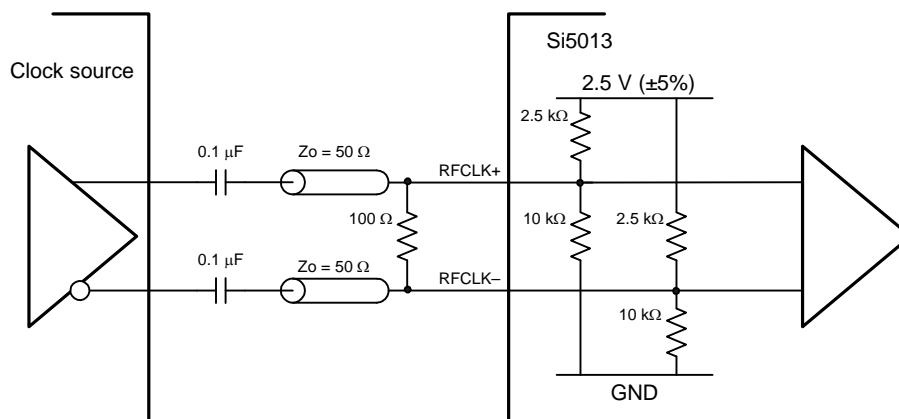 Si5013
Clock source
2.5 V (±5%)
2.5 kΩ
0.1 μF
Zo = 50 Ω
RFCLK+
100 Ω
10 kΩ
2.5 kΩ
0.1 μF
Zo = 50 Ω
RFCLK–
10 kΩ
GND